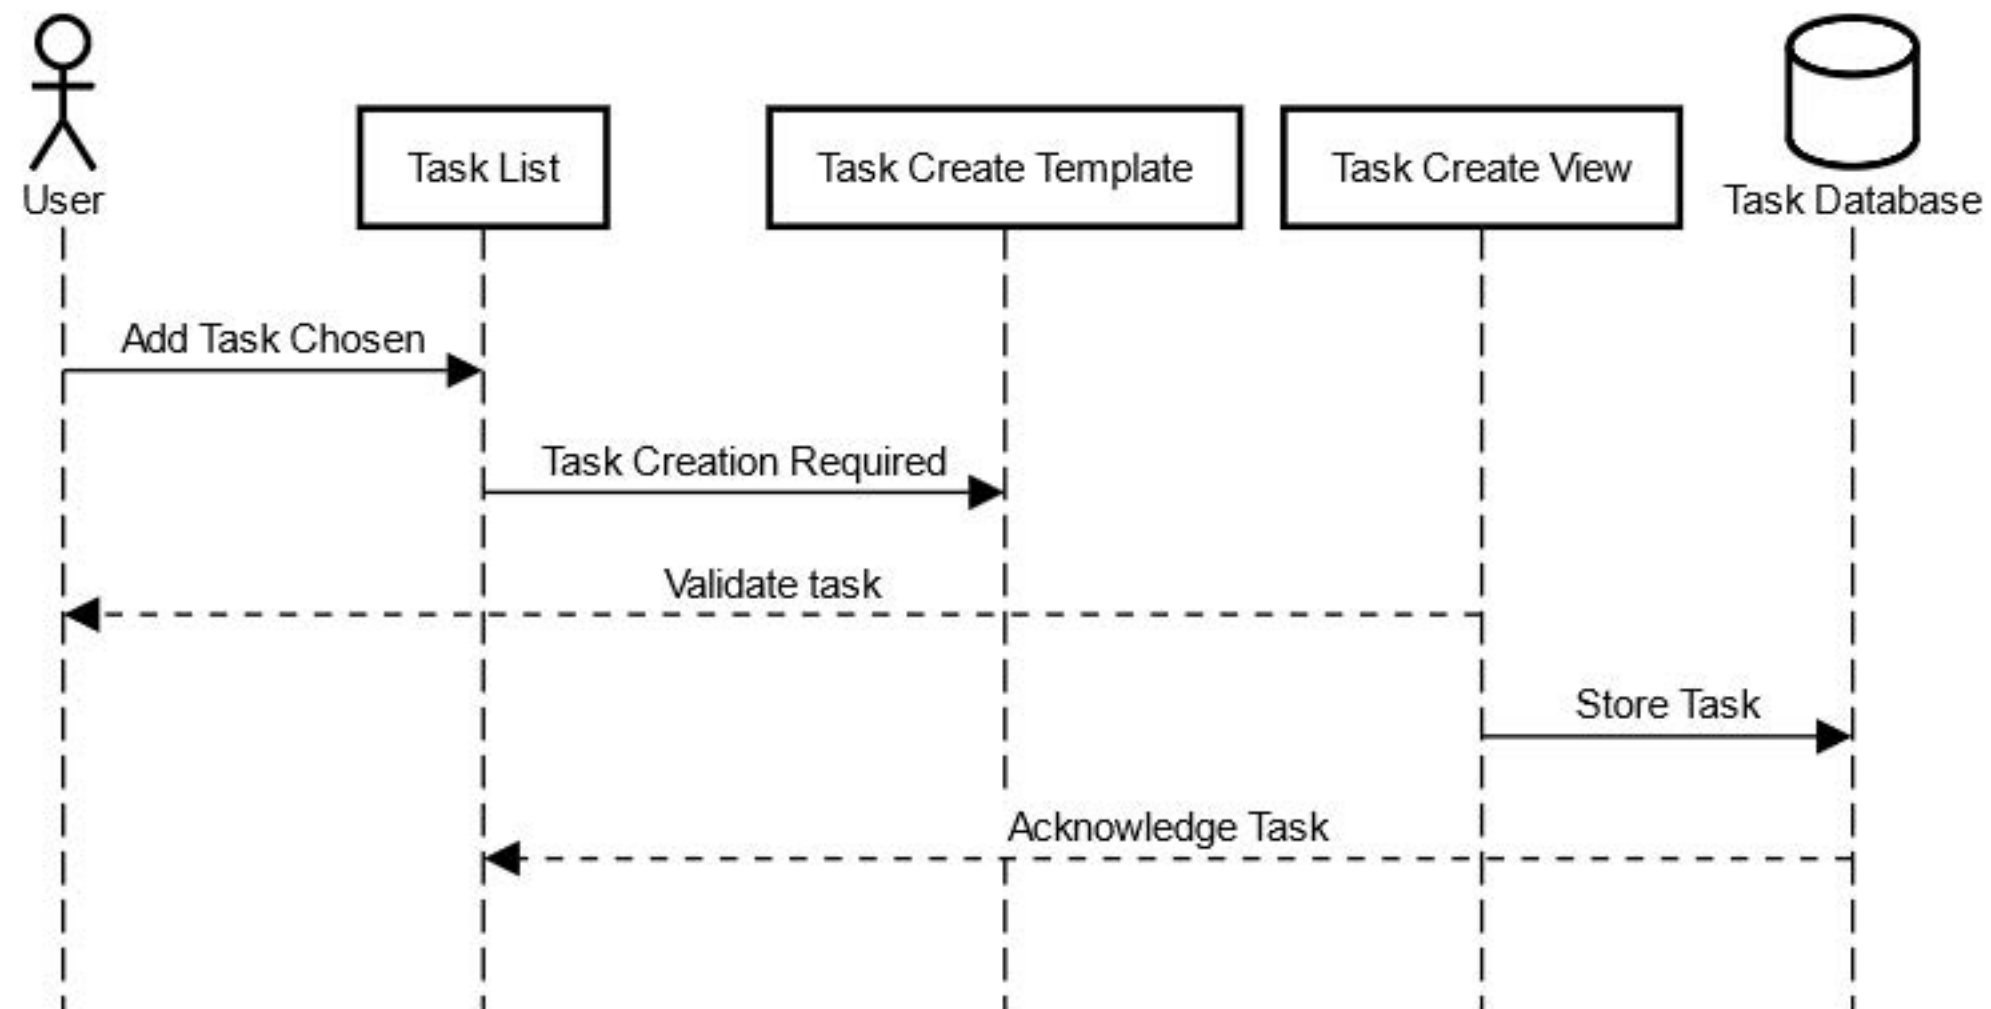 User
Task List
Task Create Template
Task Create View
Task Database
Add Task Chosen
Task Creation Required
Validate task
Store Task
Acknowledge Task